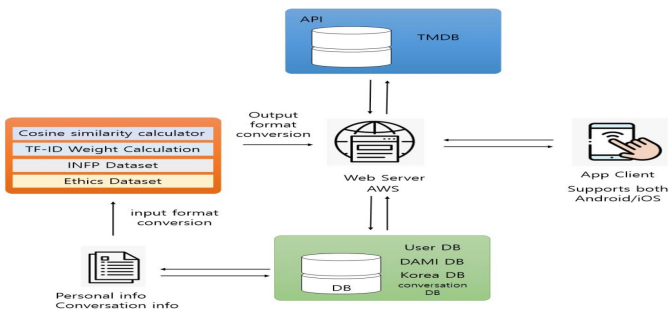 API
TMDB
Output
format
conversion
Cosine similarity calculator
TF-ID Weight Calculation
INFP Dataset
Ethics Dataset
Web Server
AWS
App Client
Supports both
Android/iOS
input format
conversion
User DB
DAMI DB
Korea DB
conversation
DB
DB
Personal info
Conversation info